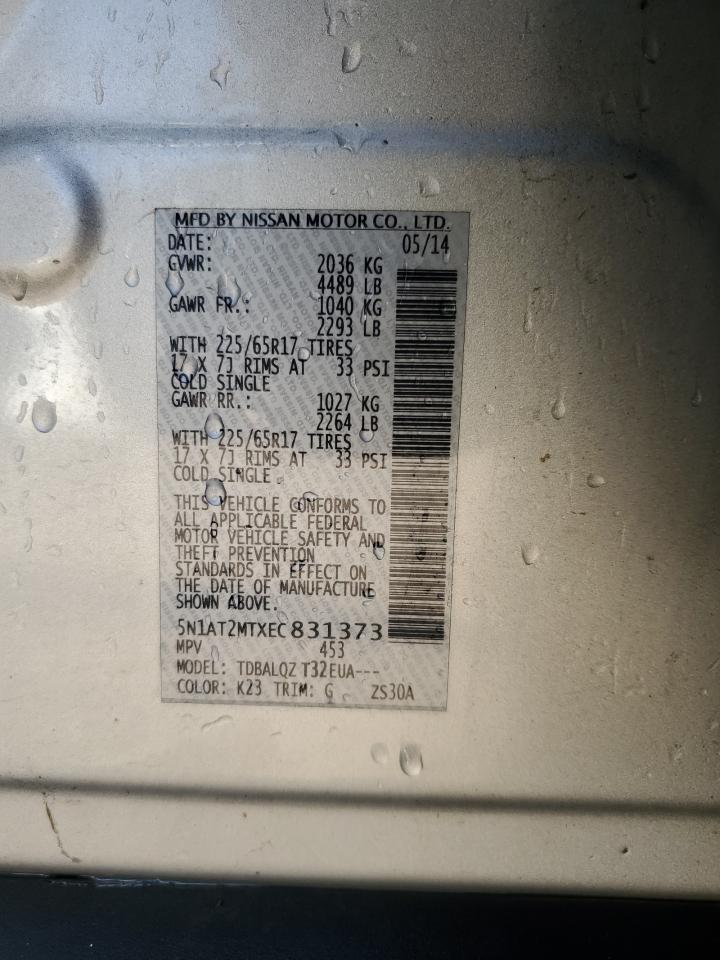 MFD BY NISSAN MOTOR CO., LTD.
DATE: 05/14
GVWR: 2036 KG
4489 LB
GAWR FR.: 1040 KG
2293 LB
WITH 225/65R17 TIRES
17 X 7J RIMS AT 33 PSI
COLD SINGLE
GAWR RR.: 1027 KG
2264 LB
WITH 225/65R17 TIRES
17 X 7J RIMS AT 33 PSI
COLD SINGLE
THIS VEHICLE CONFORMS TO
ALL APPLICABLE FEDERAL
MOTOR VEHICLE SAFETY AND
THEFT PREVENTION
STANDARDS IN EFFECT ON
THE DATE OF MANUFACTURE
SHOWN ABOVE.
5N1AT2MTXEC831373
MPV 453
MODEL: TDBALQZ T32EUA---
COLOR: K23 TRIM: G ZS30A